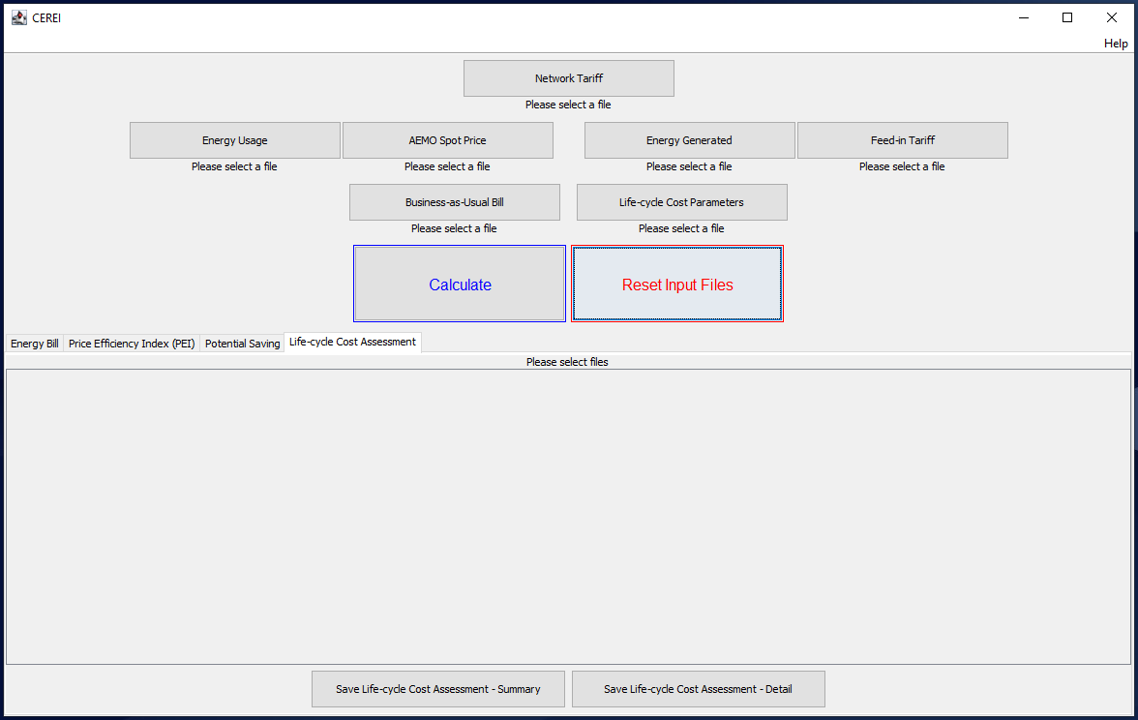 CEREI
Help
Network Tariff
Please select a file
Energy Usage
AEMO Spot Price
Energy Generated
Feed-in Tariff
Please select a file
Please select a file
Please select a file
Please select a file
Business-as-Usual Bill
Life-cycle Cost Parameters
Please select a file
Please select a file
Calculate
Reset Input Files
Energy Bill
Price Efficiency Index (PEI)
Potential Saving
Life-cycle Cost Assessment
Please select files
Save Life-cycle Cost Assessment - Summary
Save Life-cycle Cost Assessment - Detail